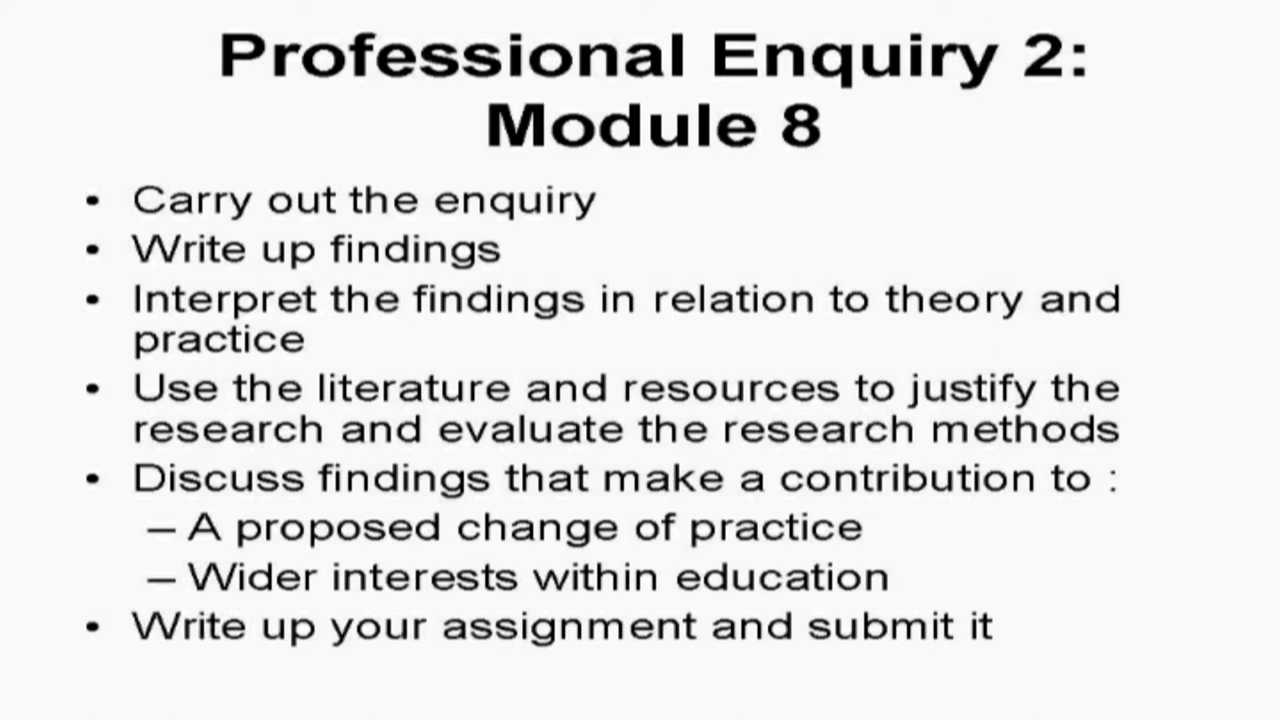 Professional Enquiry 2:
Module 8
• Carry out the enquiry
• Write up findings
• Interpret the findings in relation to theory and
practice
• Use the literature and resources to justify the
research and evaluate the research methods
• Discuss findings that make a contribution to :
– A proposed change of practice
– Wider interests within education
• Write up your assignment and submit it